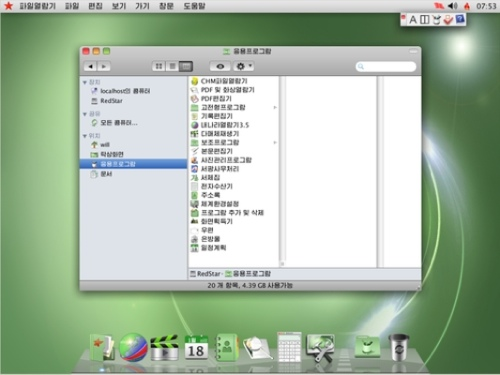 파일열람기 파일 편집 보기 가기 창문 도움말
07:53
응용프로그람
장치
localhost의 콤퓨터
RedStar
공유
모든 콤퓨터...
위치
will
탁상화면
응용프로그람
문서
CHM파일열람기
PDF 및 화상열람기
PDF편집기
고전형프로그람
기록편집기
내나라열람기3.5
다매체재생기
보조프로그람
본문편집기
사진관리프로그람
서광사무처리
서체집
전자수산기
주소록
체계환경설정
프로그람 추가 및 삭제
화면획득기
우편
은방울
일정계획
RedStar 응용프로그람
20 개 항목, 4.39 GB 사용가능
18